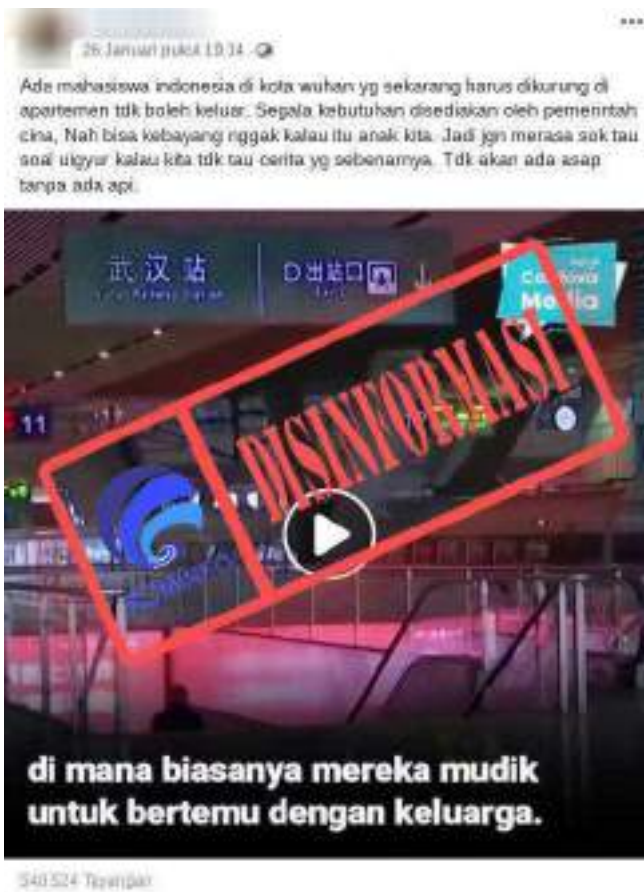 26 Januari pukul 19.14
Ada mahasiswa indonesia di kota wuhan yg sekarang harus dikurung di
apartemen tdk boleh keluar. Segala kebutuhan disediakan oleh pemerintah
cina, Nah bisa kebayang nggak kalau itu anak kita. Jadi jgn merasa sok tau
soal uigyur kalau kita tdk tau cerita yg sebenarnya. Tdk akan ada asap
tanpa ada api.
武汉站
D出站口
Media
11
DISINFORMASI
di mana biasanya mereka mudik
untuk bertemu dengan keluarga.
540.524 Tayangan